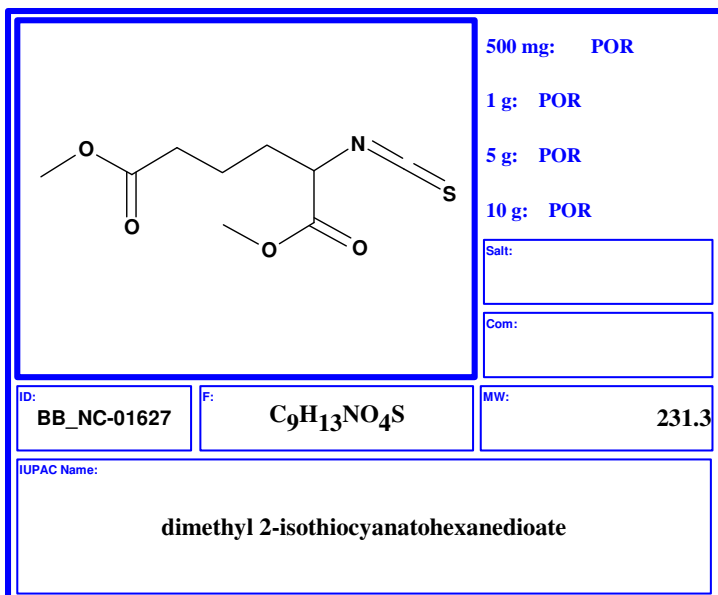 500 mg: POR
1 g: POR
5 g: POR
10 g: POR
O
O
O
O
N
S
Salt:
Com:
ID:
BB_NC-01627
F:
C9H13NO4S
MW:
231.3
IUPAC Name:
dimethyl 2-isothiocyanatohexanedioate